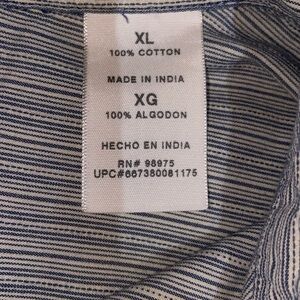 XL
100% COTTON
MADE IN INDIA
XG
100% ALGODON
HECHO EN INDIA
RN# 98975
UPC#667380081175